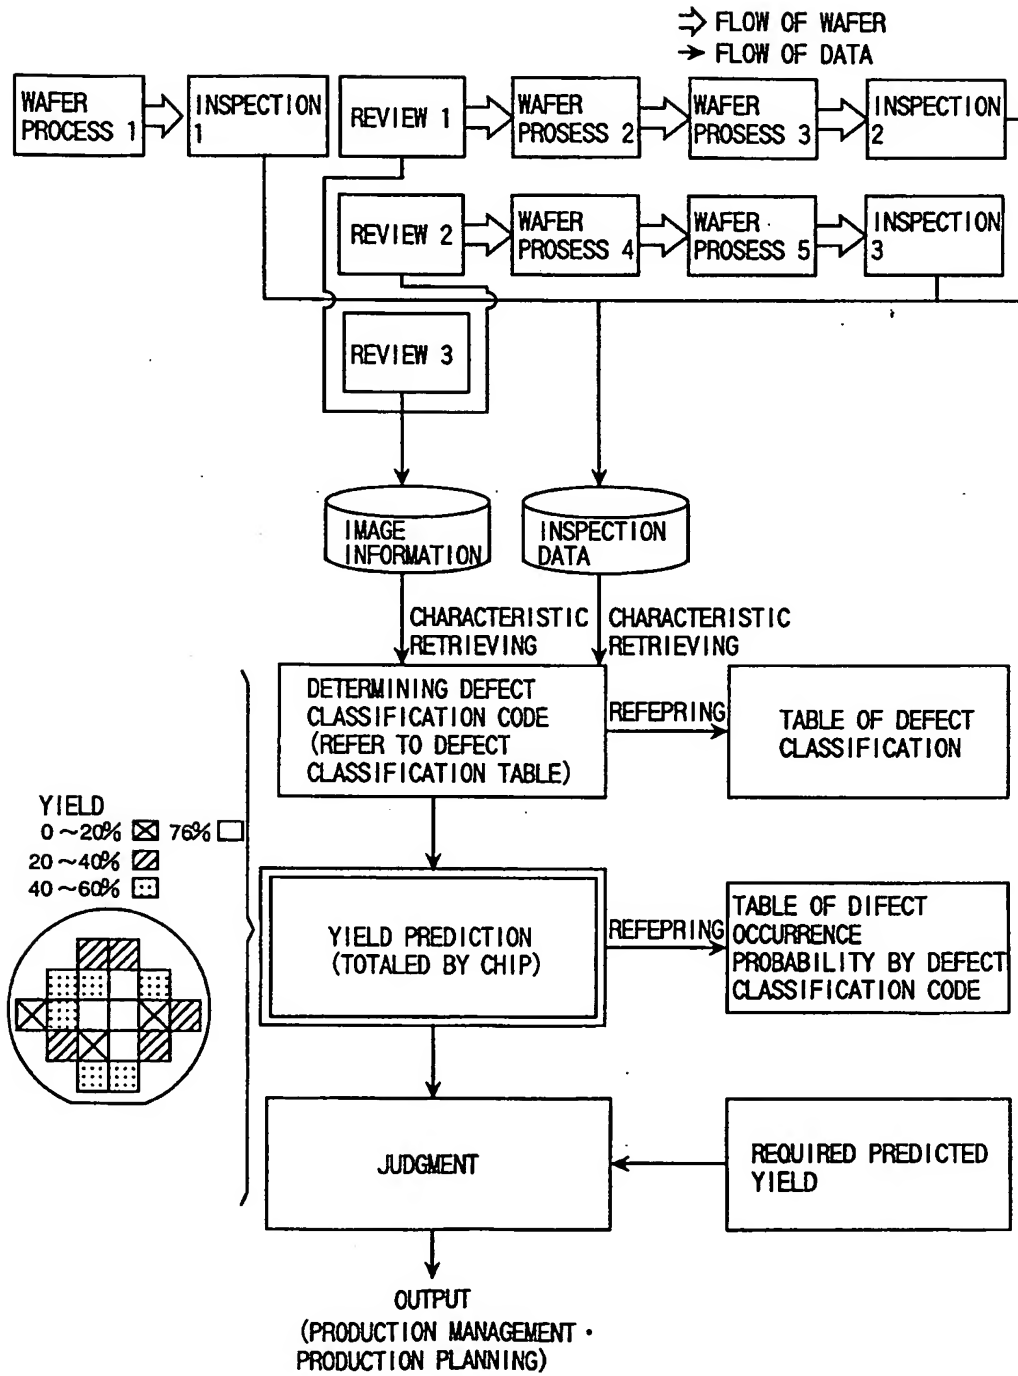 FLOW OF WAFER
FLOW OF DATA
WAFER
PROCESS 1
INSPECTION
1
REVIEW 1
WAFER
PROSESS 2
WAFER
PROSESS 3
INSPECTION
2
REVIEW 2
WAFER
PROSESS 4
WAFER
PROSESS 5
INSPECTION
3
REVIEW 3
IMAGE
INFORMATION
INSPECTION
DATA
CHARACTERISTIC
RETRIEVING
CHARACTERISTIC
RETRIEVING
DETERMINING DEFECT
CLASSIFICATION CODE
(REFER TO DEFECT
CLASSIFICATION TABLE)
REFEPRING
TABLE OF DEFECT
CLASSIFICATION
YIELD
0～20% 76%
20～40%
40～60%
YIELD PREDICTION
(TOTALED BY CHIP)
REFEPRING
TABLE OF DIFECT
OCCURRENCE
PROBABILITY BY DEFECT
CLASSIFICATION CODE
JUDGMENT
REQUIRED PREDICTED
YIELD
OUTPUT
(PRODUCTION MANAGEMENT・
PRODUCTION PLANNING)